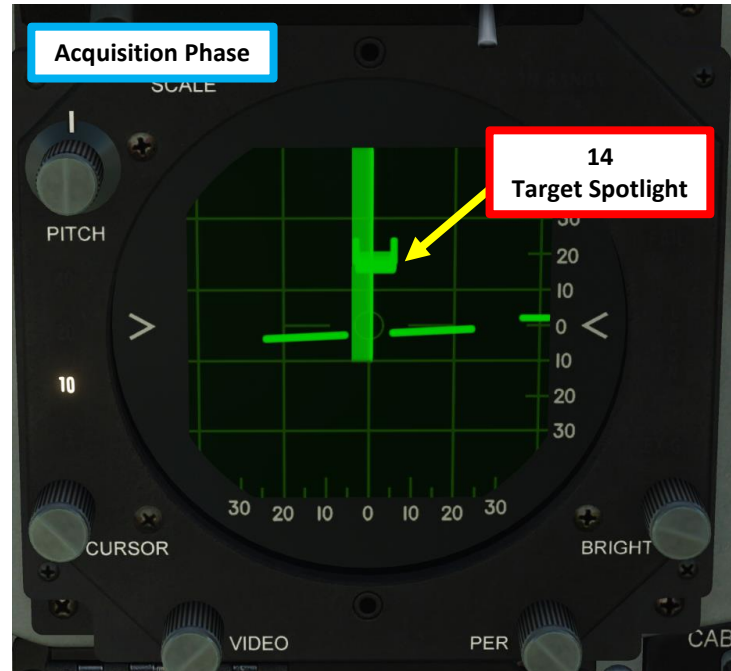 Acquisition Phase
SCALE
14
Target Spotlight
PITCH
30
20
10
> 0 <
10
10
20
30
30 20 10 0 10 20 30
CURSOR
BRIGHT
VIDEO
PER
CAB